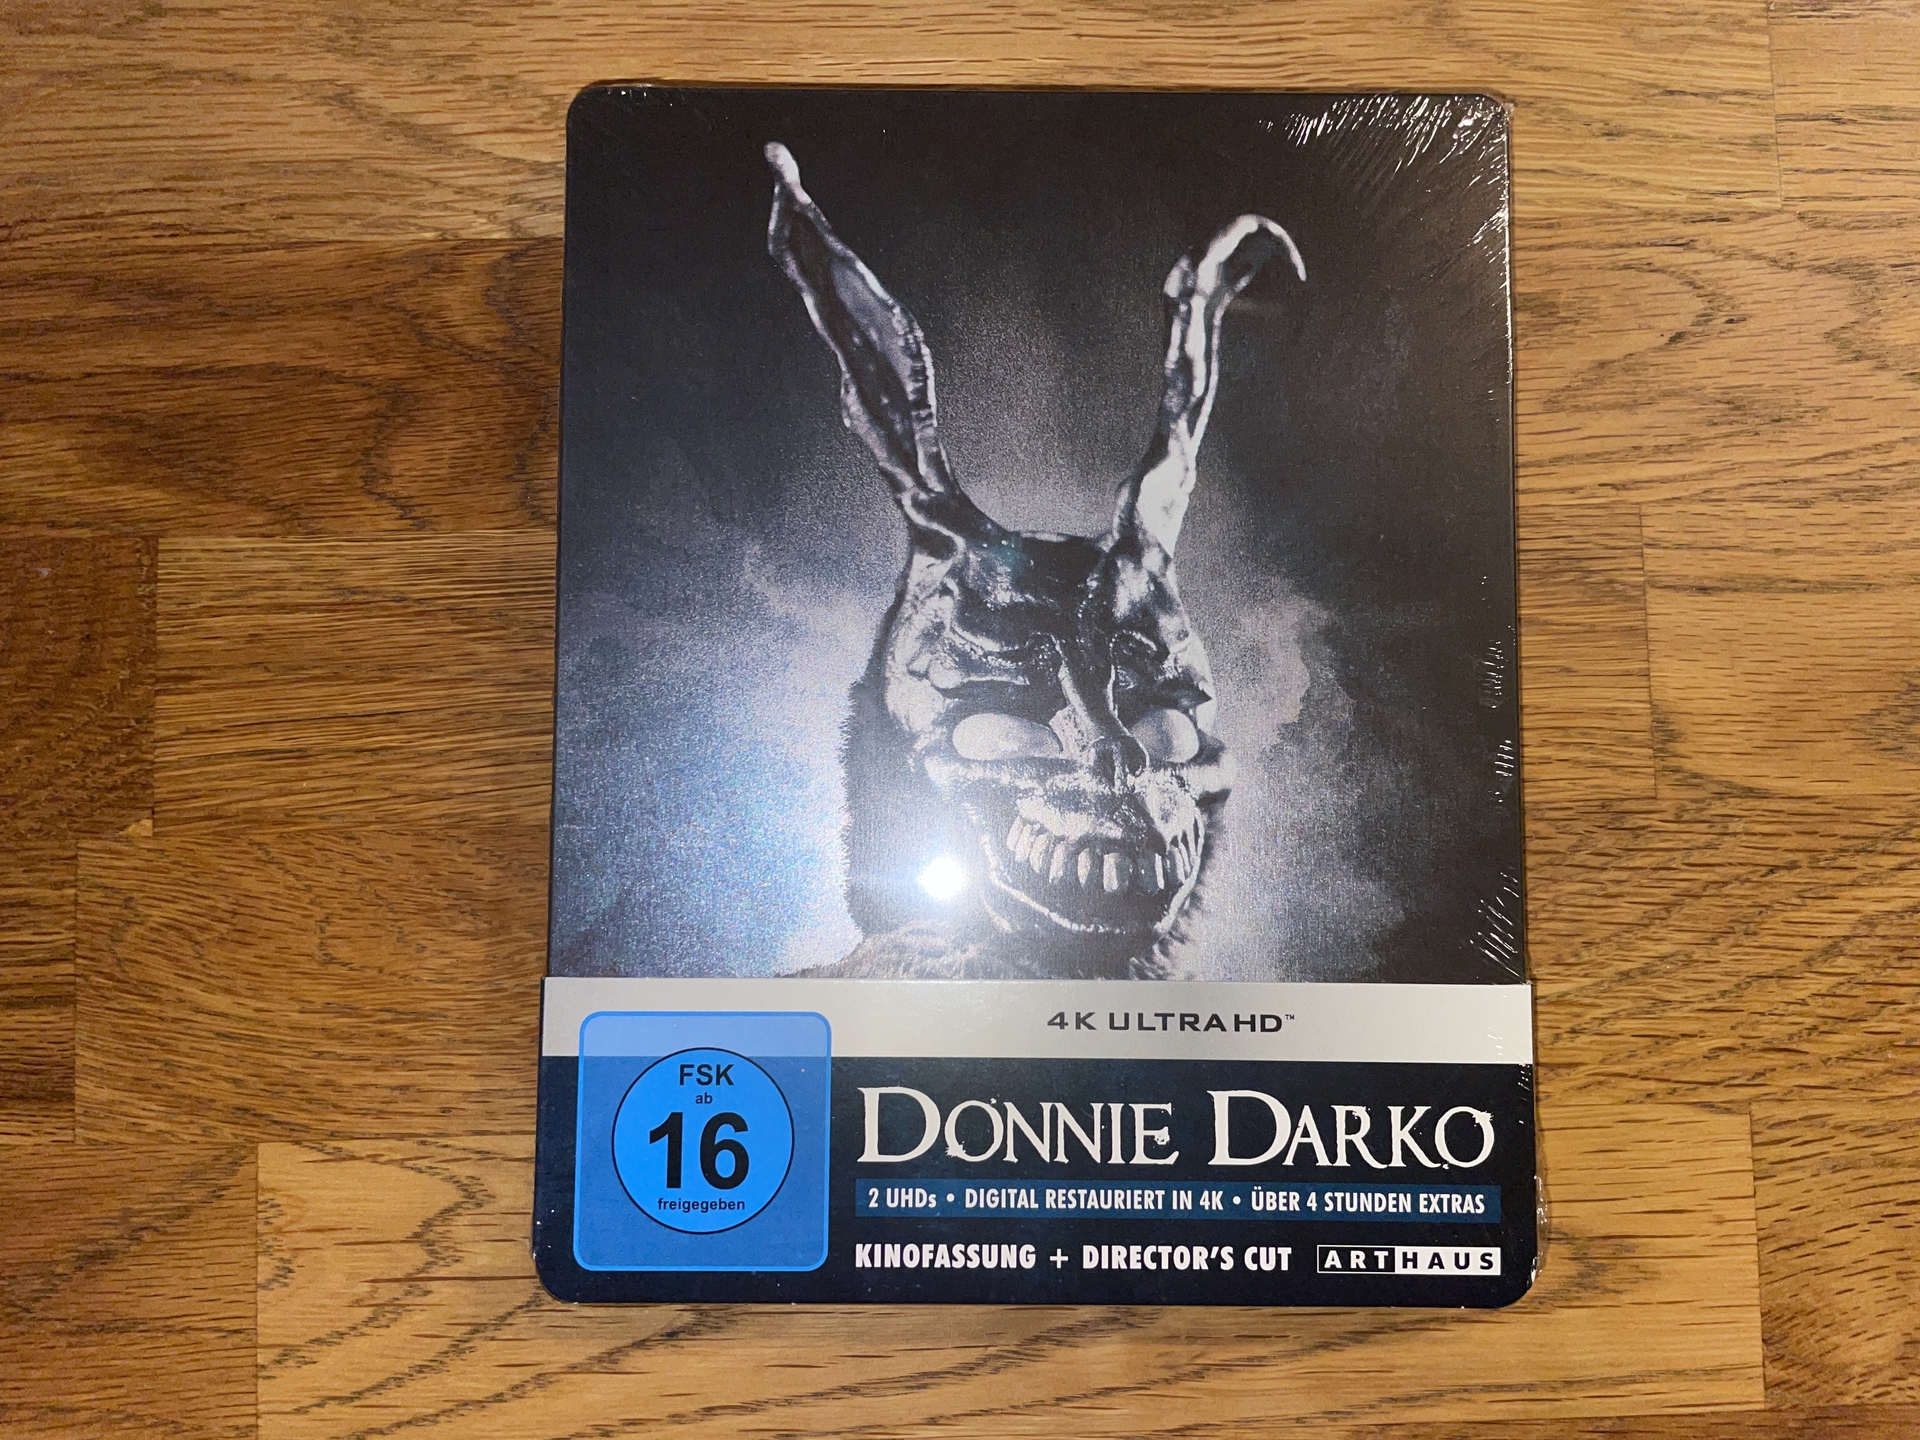 4K ULTRA HD™
FSK
ab
16
freigegeben
DONNIE DARKO
2 UHDs • DIGITAL RESTAURIERT IN 4K • ÜBER 4 STUNDEN EXTRAS
KINOFASSUNG + DIRECTOR'S CUT ARTHAUS